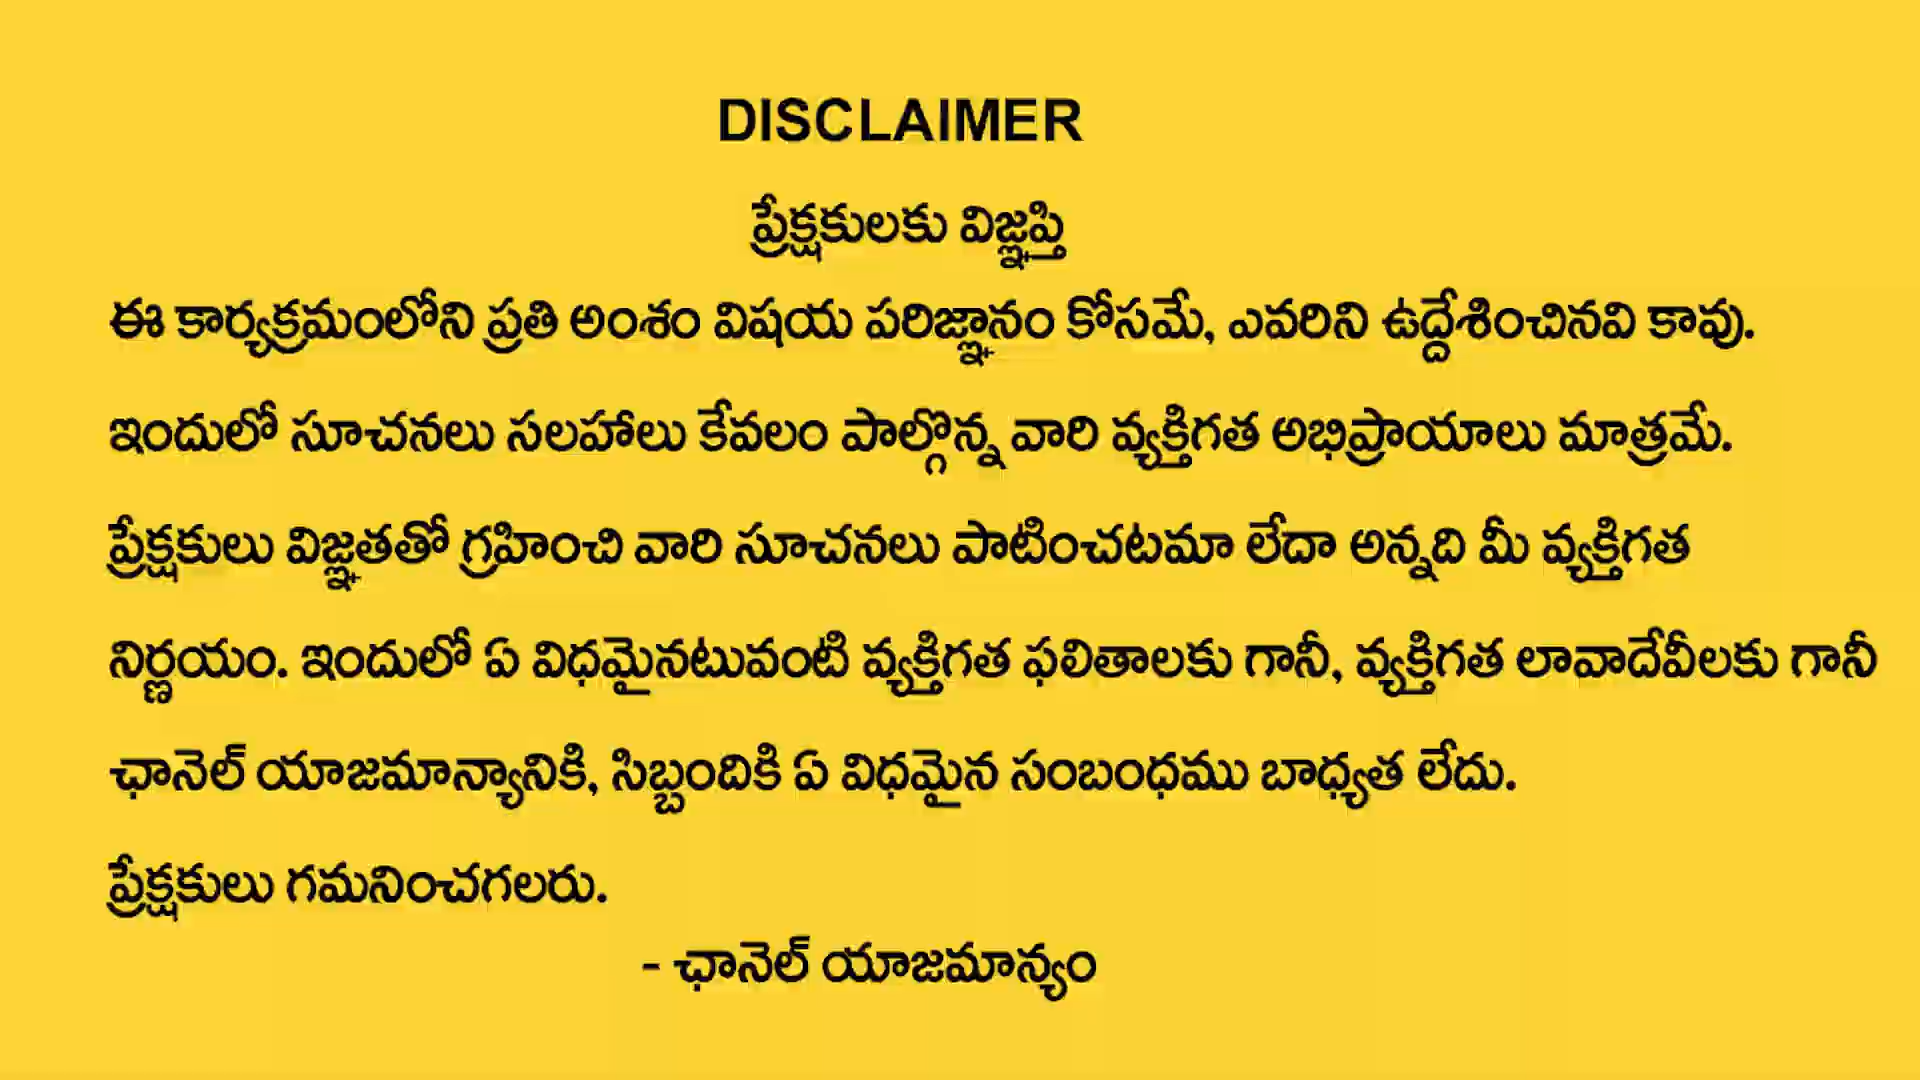 DISCLAIMER
ప్రేక్షకులకు విజ్ఞప్తి
ఈ కార్యక్రమంలోని ప్రతి అంశం విషయ పరిజ్ఞానం కోసమే, ఎవరిని ఉద్దేశించినవి కావు.
ఇందులో సూచనలు సలహాలు కేవలం పాల్గొన్న వారి వ్యక్తిగత అభిప్రాయాలు మాత్రమే.
ప్రేక్షకులు విజ్ఞతతో గ్రహించి వారి సూచనలు పాటించటమా లేదా అన్నది మీ వ్యక్తిగత
నిర్ణయం. ఇందులో ఏ విధమైనటువంటి వ్యక్తిగత ఫలితాలకు గానీ, వ్యక్తిగత లావాదేవీలకు గానీ
ఛానెల్ యాజమాన్యానికి, సిబ్బందికి ఏ విధమైన సంబంధము బాధ్యత లేదు.
ప్రేక్షకులు గమనించగలరు.
- ఛానెల్ యాజమాన్యం